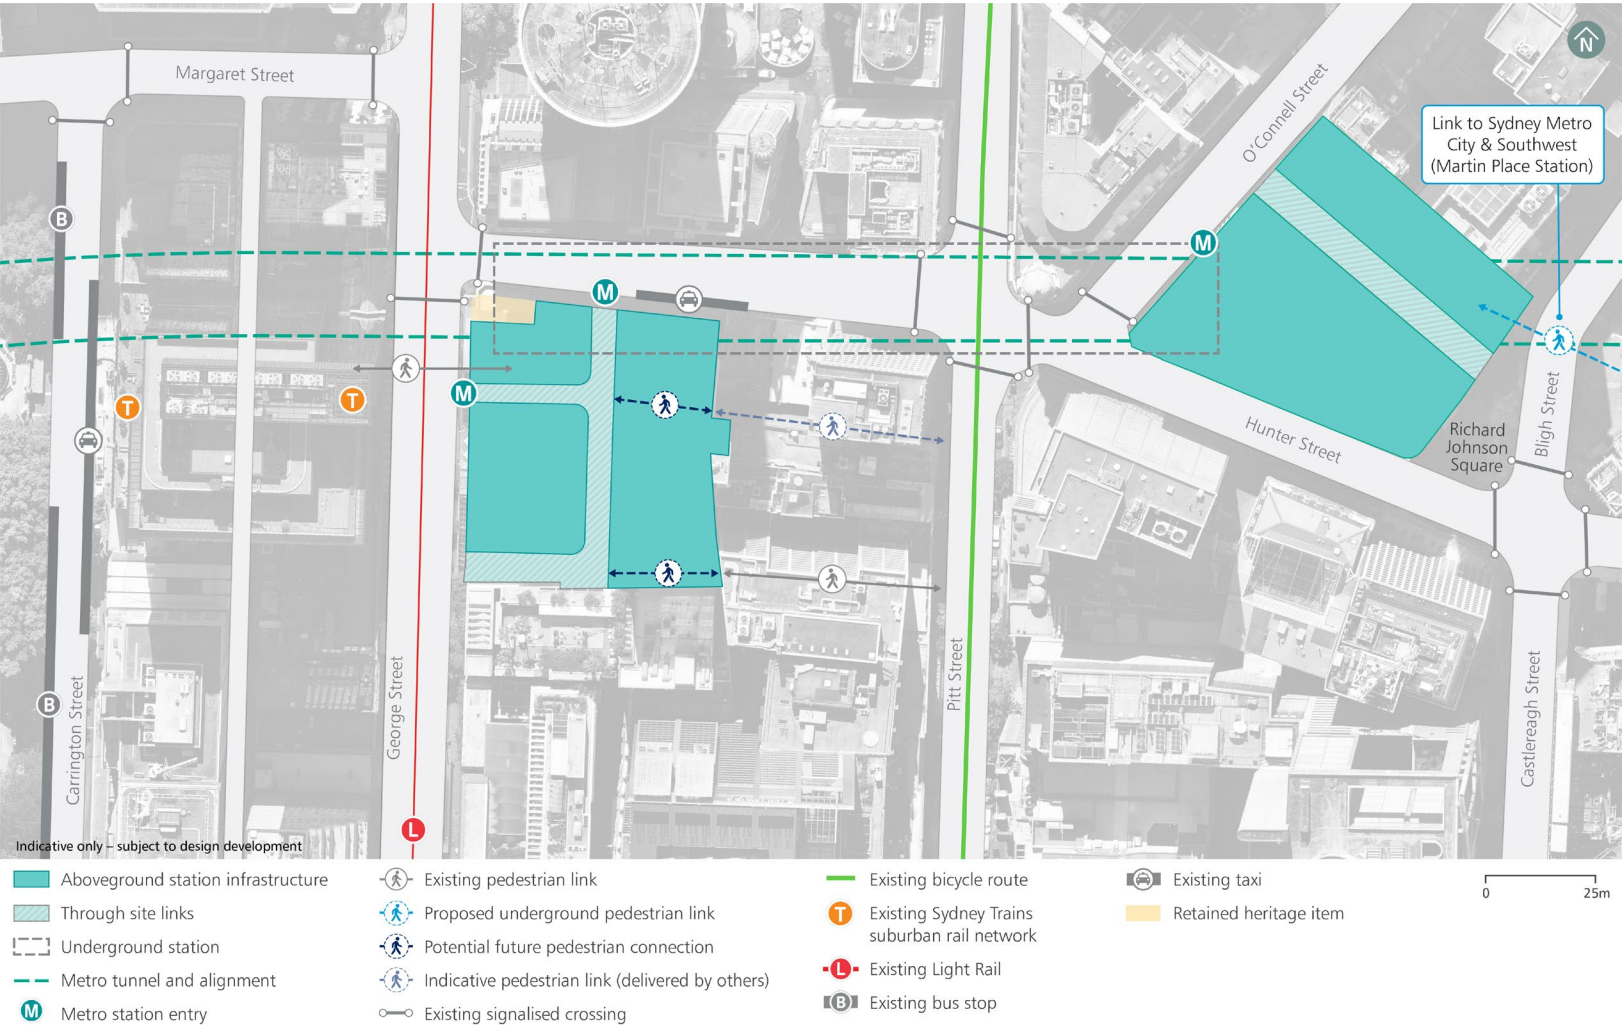 Margaret Street
N
O'Connell Street
Link to Sydney Metro
City & Southwest
(Martin Place Station)
B
M
M
T
T
M
Hunter Street
Richard
Johnson
Square
Bligh Street
B
Carrington Street
George Street
Pitt Street
Castlereagh Street
L
Indicative only – subject to design development
Aboveground station infrastructure
Through site links
Underground station
Metro tunnel and alignment
M Metro station entry
Existing pedestrian link
Proposed underground pedestrian link
Potential future pedestrian connection
Indicative pedestrian link (delivered by others)
Existing signalised crossing
Existing bicycle route
T Existing Sydney Trains
suburban rail network
L Existing Light Rail
B Existing bus stop
Existing taxi
Retained heritage item
0 25m